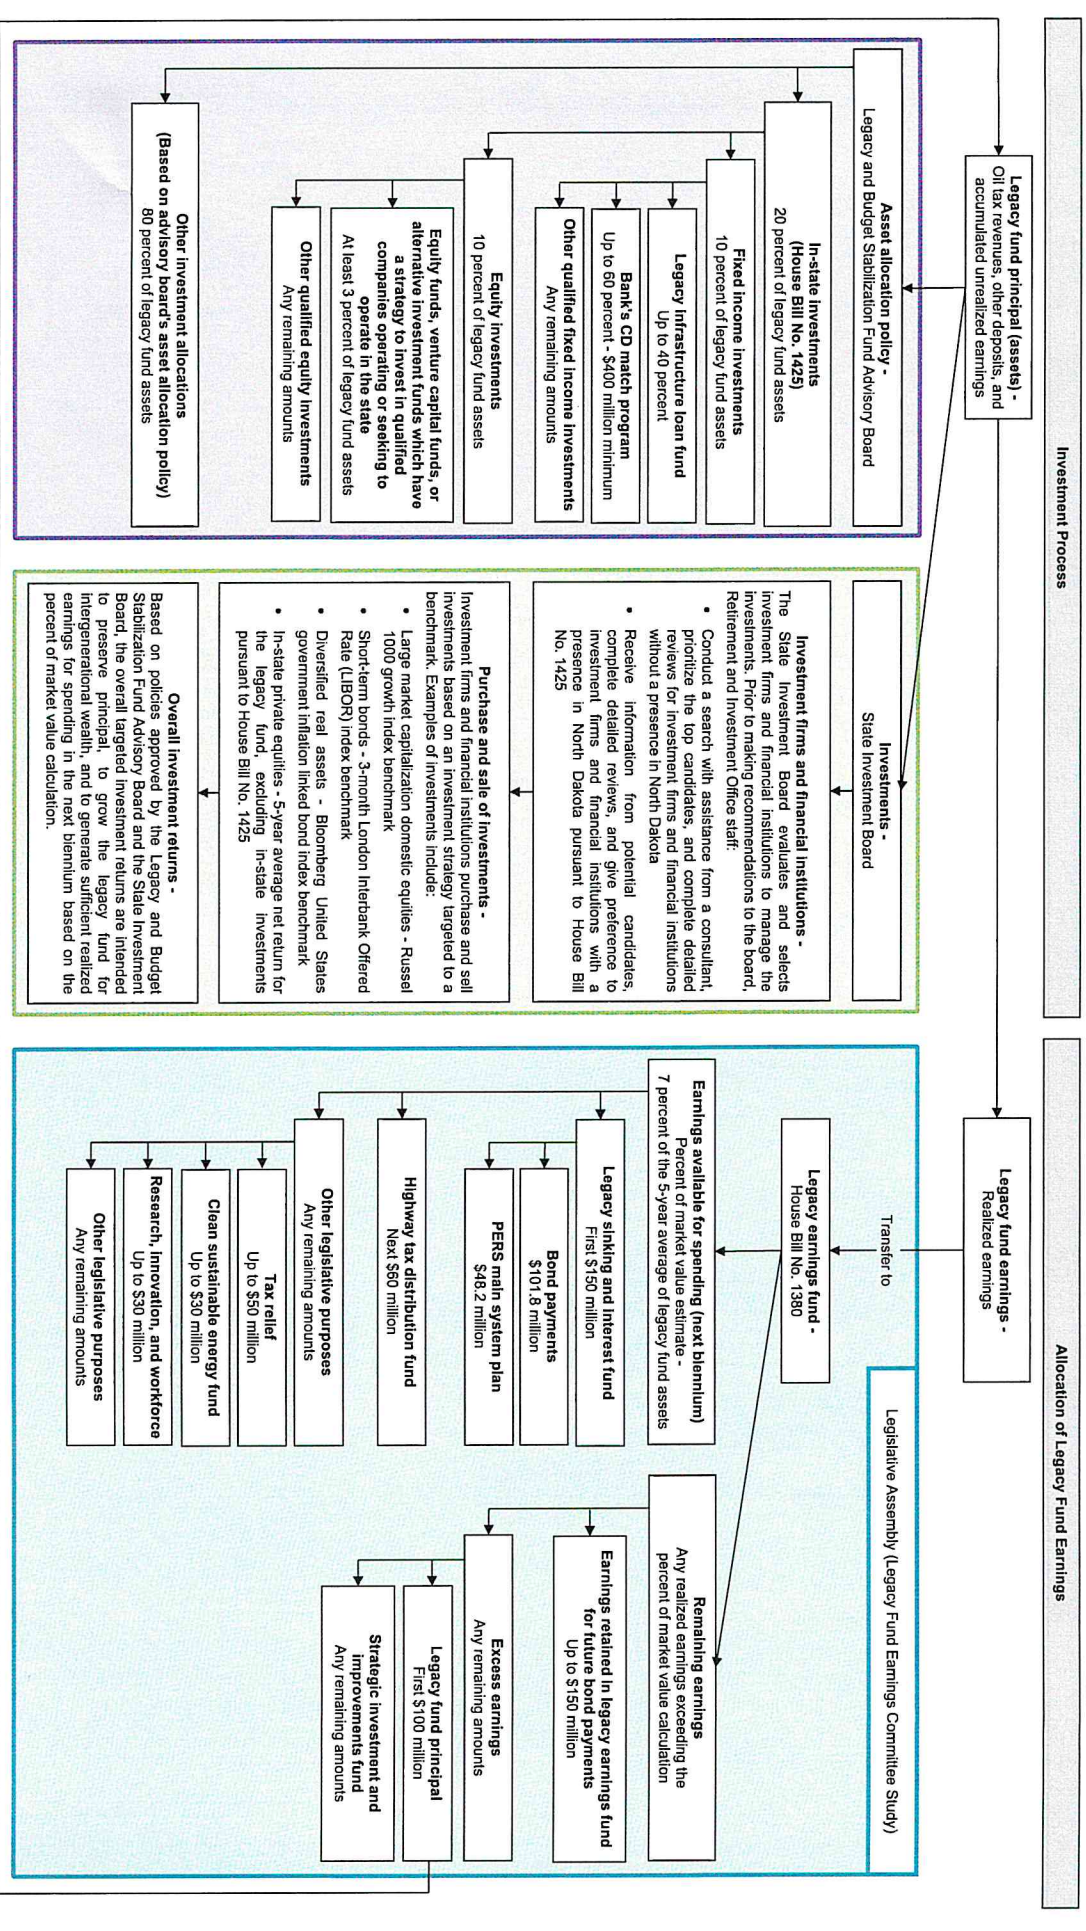 Investment Process
Legacy fund principal (assets) -
Oil tax revenues, other deposits, and
accumulated unrealized earnings
Asset allocation policy -
Legacy and Budget Stabilization Fund Advisory Board
In-state investments
(House Bill No. 1425)
20 percent of legacy fund assets
Fixed income investments
10 percent of legacy fund assets
Legacy infrastructure loan fund
Up to 40 percent
Bank's CD match program
Up to 60 percent - $400 million minimum
Other qualified fixed income investments
Any remaining amounts
Equity investments
10 percent of legacy fund assets
Equity funds, venture capital funds, or
alternative investment funds which have
a strategy to invest in qualified
companies operating or seeking to
operate in the state
At least 3 percent of legacy fund assets
Other qualified equity investments
Any remaining amounts
Other investment allocations
(Based on advisory board's asset allocation policy)
80 percent of legacy fund assets
Investments -
State Investment Board
Investment firms and financial institutions -
The State Investment Board evaluates and selects
investment firms and financial institutions to manage the
investments. Prior to making recommendations to the board,
Retirement and Investment Office staff:
• Conduct a search with assistance from a consultant,
prioritize the top candidates, and complete detailed
reviews for investment firms and financial institutions
without a presence in North Dakota
• Receive information from potential candidates,
complete detailed reviews, and give preference to
investment firms and financial institutions with a
presence in North Dakota pursuant to House Bill
No. 1425
Purchase and sale of investments -
Investment firms and financial institutions purchase and sell
investments based on an investment strategy targeted to a
benchmark. Examples of investments include:
• Large market capitalization domestic equities - Russel
1000 growth index benchmark
• Short-term bonds - 3-month London Interbank Offered
Rate (LIBOR) index benchmark
• Diversified real assets - Bloomberg United States
government inflation linked bond index benchmark
• In-state private equities - 5-year average net return for
the legacy fund, excluding in-state investments
pursuant to House Bill No. 1425
Overall investment returns -
Based on policies approved by the Legacy and Budget
Stabilization Fund Advisory Board and the State Investment
Board, the overall targeted investment returns are intended
to preserve principal, to grow the legacy fund for
intergenerational wealth, and to generate sufficient realized
earnings for spending in the next biennium based on the
percent of market value calculation.
Allocation of Legacy Fund Earnings
Legacy fund earnings -
Realized earnings
Transfer to
Legislative Assembly (Legacy Fund Earnings Committee Study)
Legacy earnings fund -
House Bill No. 1380
Earnings available for spending (next biennium)
Percent of market value estimate -
7 percent of the 5-year average of legacy fund assets
Legacy sinking and interest fund
First $150 million
Bond payments
$101.8 million
PERS main system plan
$48.2 million
Highway tax distribution fund
Next $60 million
Other legislative purposes
Any remaining amounts
Tax relief
Up to $50 million
Clean sustainable energy fund
Up to $30 million
Research, innovation, and workforce
Up to $30 million
Other legislative purposes
Any remaining amounts
Remaining earnings
Any realized earnings exceeding the
percent of market value calculation
Earnings retained in legacy earnings fund
for future bond payments
Up to $150 million
Excess earnings
Any remaining amounts
Legacy fund principal
First $100 million
Strategic investment and
improvements fund
Any remaining amounts